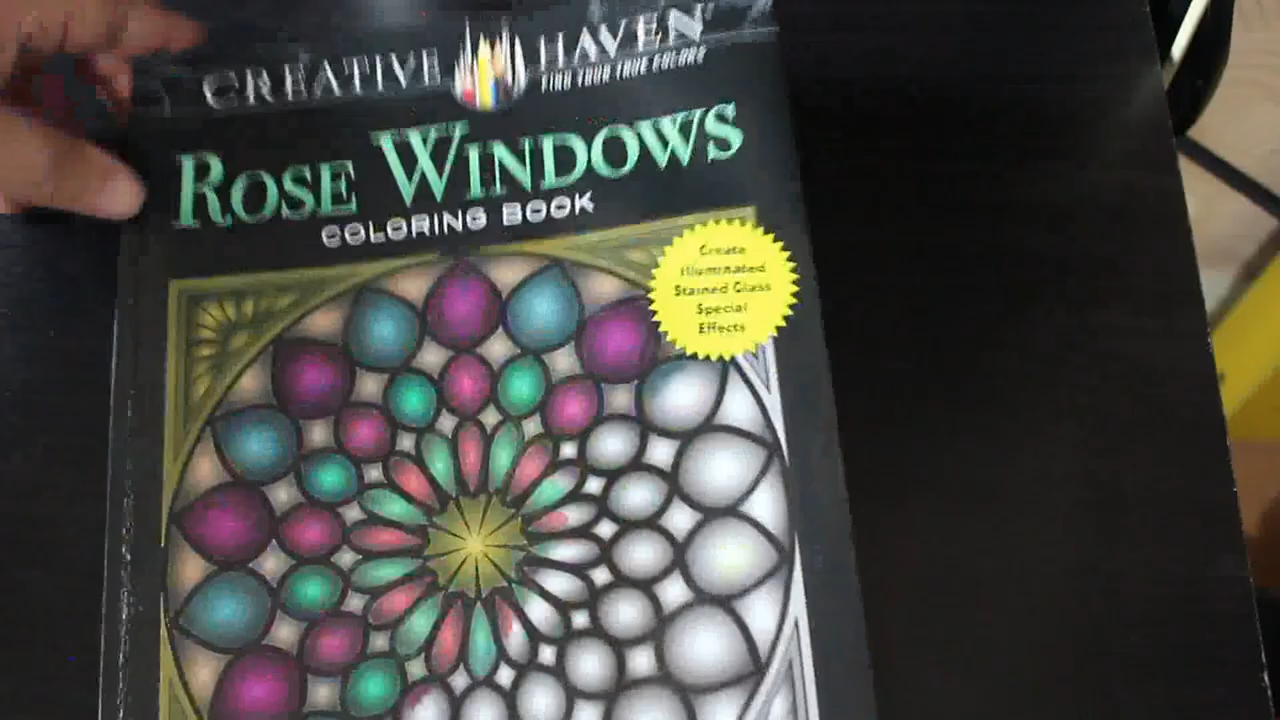 CREATIVE HAVEN
FIND YOUR TRUE COLORS
ROSE WINDOWS
COLORING BOOK
Create
Illuminated
Stained Glass
Special
Effects